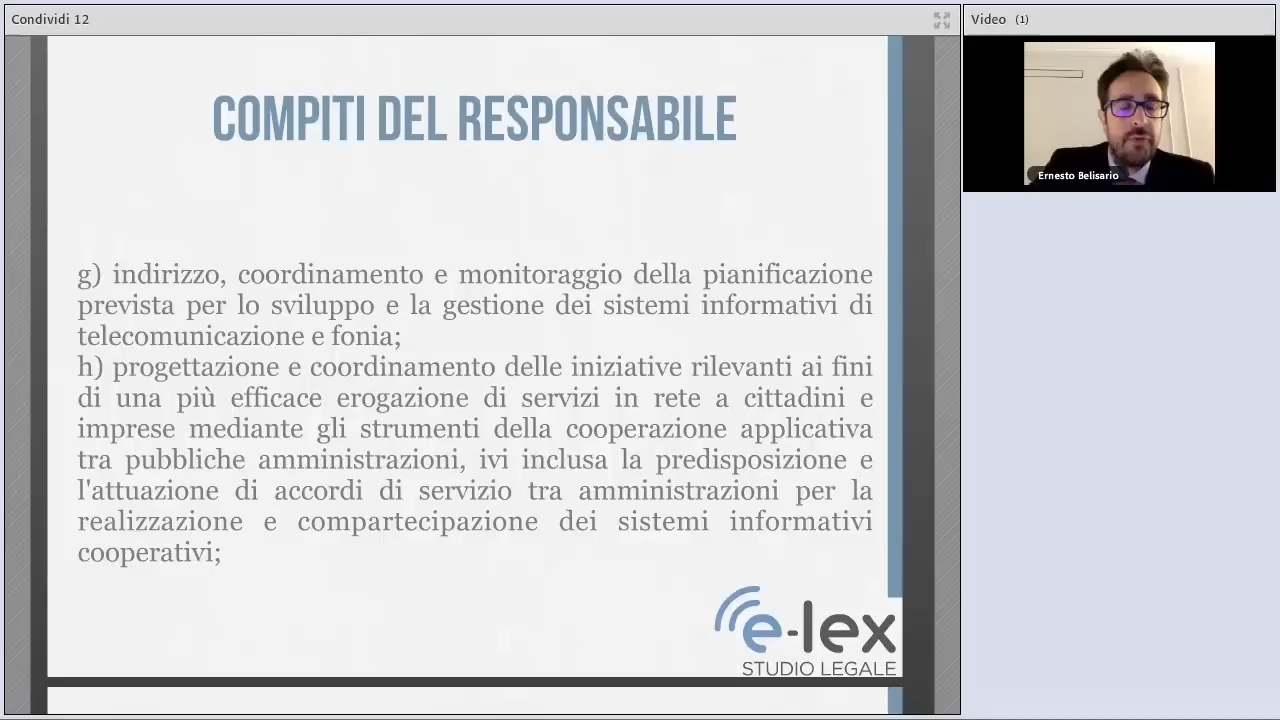 Condividi 12
Video (1)
Ernesto Belisario
COMPITI DEL RESPONSABILE
g) indirizzo, coordinamento e monitoraggio della pianificazione
prevista per lo sviluppo e la gestione dei sistemi informativi di
telecomunicazione e fonia;
h) progettazione e coordinamento delle iniziative rilevanti ai fini
di una più efficace erogazione di servizi in rete a cittadini e
imprese mediante gli strumenti della cooperazione applicativa
tra pubbliche amministrazioni, ivi inclusa la predisposizione e
l'attuazione di accordi di servizio tra amministrazioni per la
realizzazione e compartecipazione dei sistemi informativi
cooperativi;
e-lex
STUDIO LEGALE